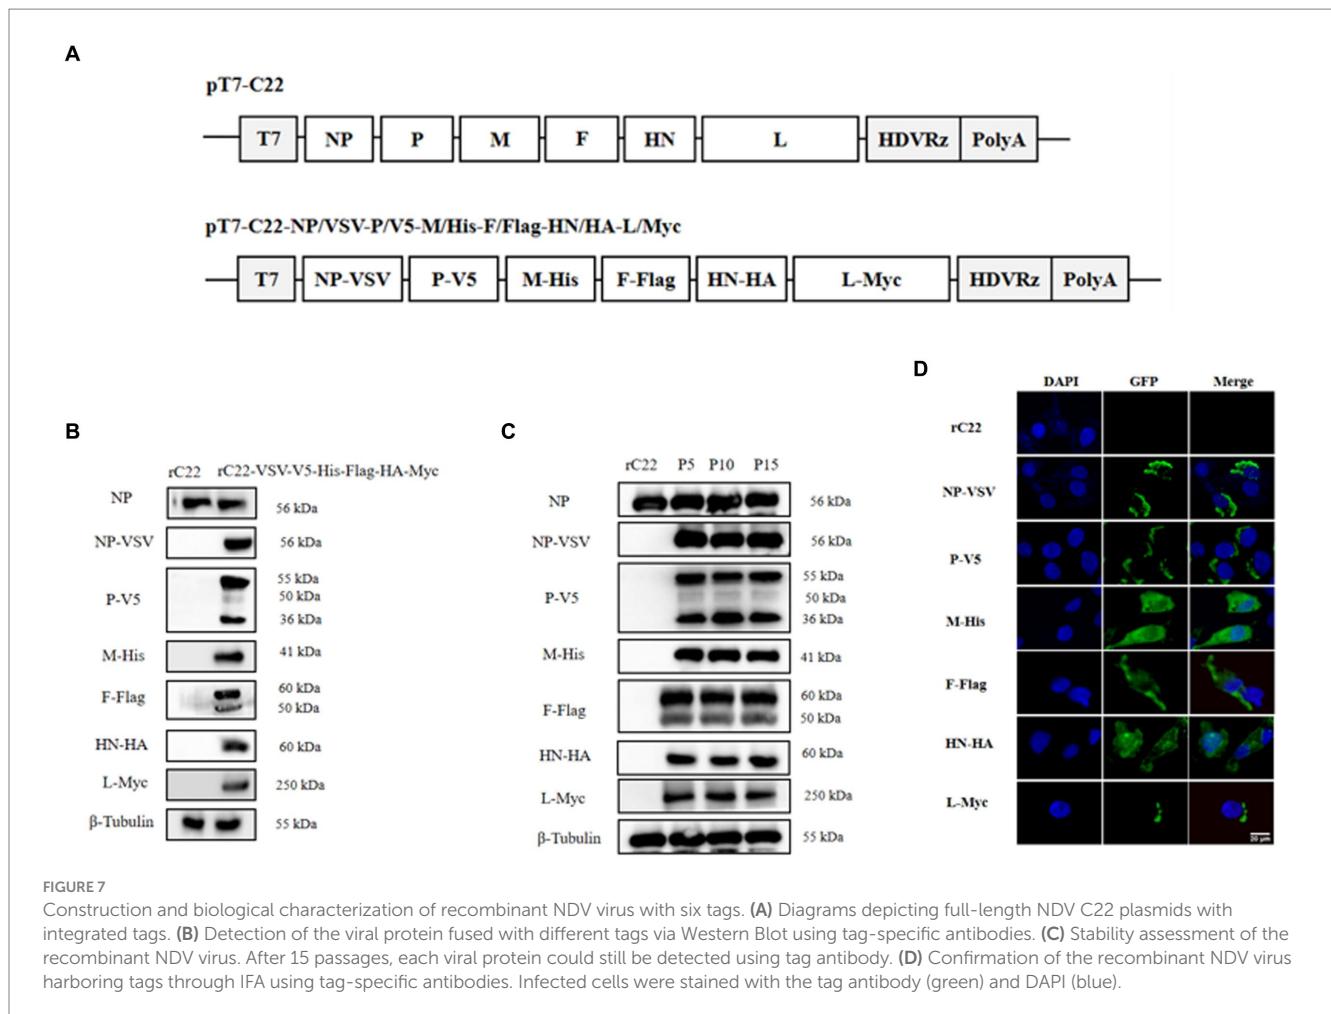 A
pT7-C22
T7 NP P M F HN L HDVRz PolyA
pT7-C22-NP/VSV-P/V5-M/His-F/Flag-HN/HA-L/Myc
T7 NP-VSV P-V5 M-His F-Flag HN-HA L-Myc HDVRz PolyA
B
rC22 rC22-VSV-V5-His-Flag-HA-Myc
NP 56 kDa
NP-VSV 56 kDa
55 kDa
P-V5 50 kDa
36 kDa
M-His 41 kDa
F-Flag 60 kDa
50 kDa
HN-HA 60 kDa
L-Myc 250 kDa
β-Tubulin 55 kDa
C
rC22 P5 P10 P15
NP 56 kDa
NP-VSV 56 kDa
55 kDa
P-V5 50 kDa
36 kDa
M-His 41 kDa
F-Flag 60 kDa
50 kDa
HN-HA 60 kDa
L-Myc 250 kDa
β-Tubulin 55 kDa
D
DAPI GFP Merge
rC22
NP-VSV
P-V5
M-His
F-Flag
HN-HA
L-Myc
FIGURE 7
Construction and biological characterization of recombinant NDV virus with six tags. (A) Diagrams depicting full-length NDV C22 plasmids with
integrated tags. (B) Detection of the viral protein fused with different tags via Western Blot using tag-specific antibodies. (C) Stability assessment of the
recombinant NDV virus. After 15 passages, each viral protein could still be detected using tag antibody. (D) Confirmation of the recombinant NDV virus
harboring tags through IFA using tag-specific antibodies. Infected cells were stained with the tag antibody (green) and DAPI (blue).